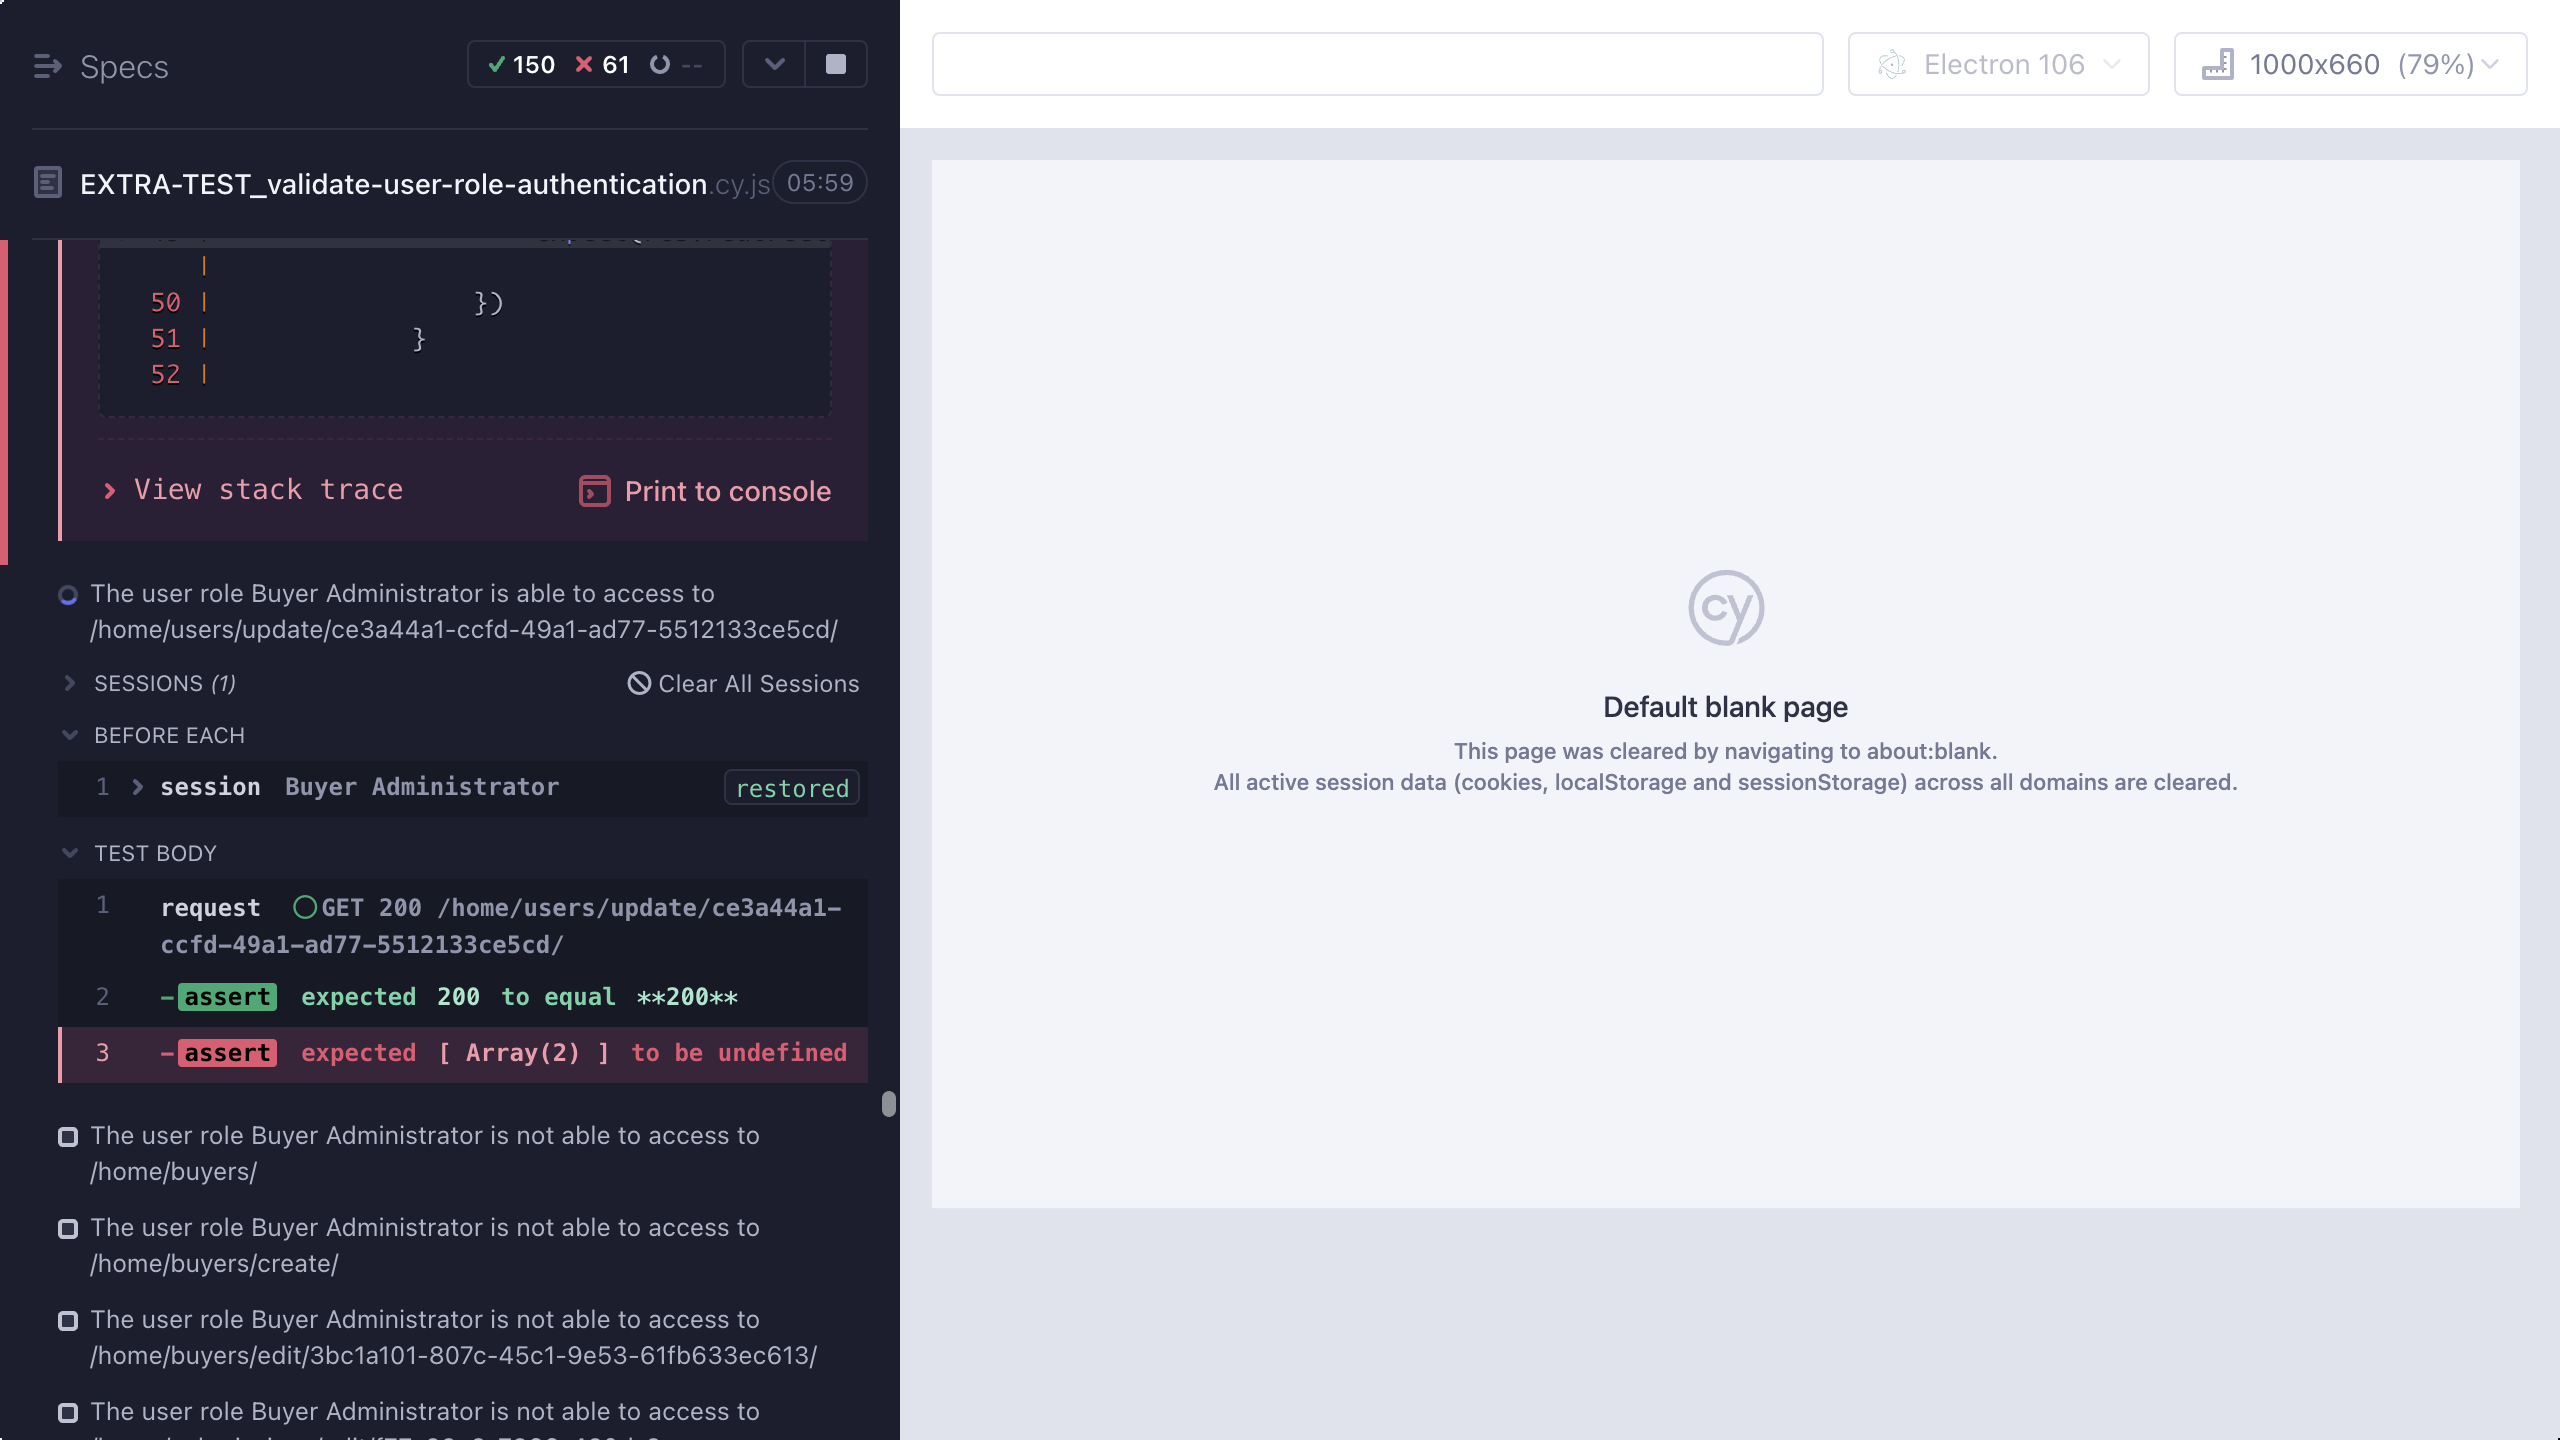 Specs
150 61 --
EXTRA-TEST_validate-user-role-authentication.cy.js 05:59
|
50 | })
51 | }
52 |
View stack trace
Print to console
The user role Buyer Administrator is able to access to
/home/users/update/ce3a44a1-ccfd-49a1-ad77-5512133ce5cd/
SESSIONS (1)
Clear All Sessions
BEFORE EACH
1 session Buyer Administrator restored
TEST BODY
1 request GET 200 /home/users/update/ce3a44a1-
ccfd-49a1-ad77-5512133ce5cd/
2 -assert expected 200 to equal **200**
3 -assert expected [ Array(2) ] to be undefined
The user role Buyer Administrator is not able to access to
/home/buyers/
The user role Buyer Administrator is not able to access to
/home/buyers/create/
The user role Buyer Administrator is not able to access to
/home/buyers/edit/3bc1a101-807c-45c1-9e53-61fb633ec613/
The user role Buyer Administrator is not able to access to
Electron 106
1000x660 (79%)
cy
Default blank page
This page was cleared by navigating to about:blank.
All active session data (cookies, localStorage and sessionStorage) across all domains are cleared.